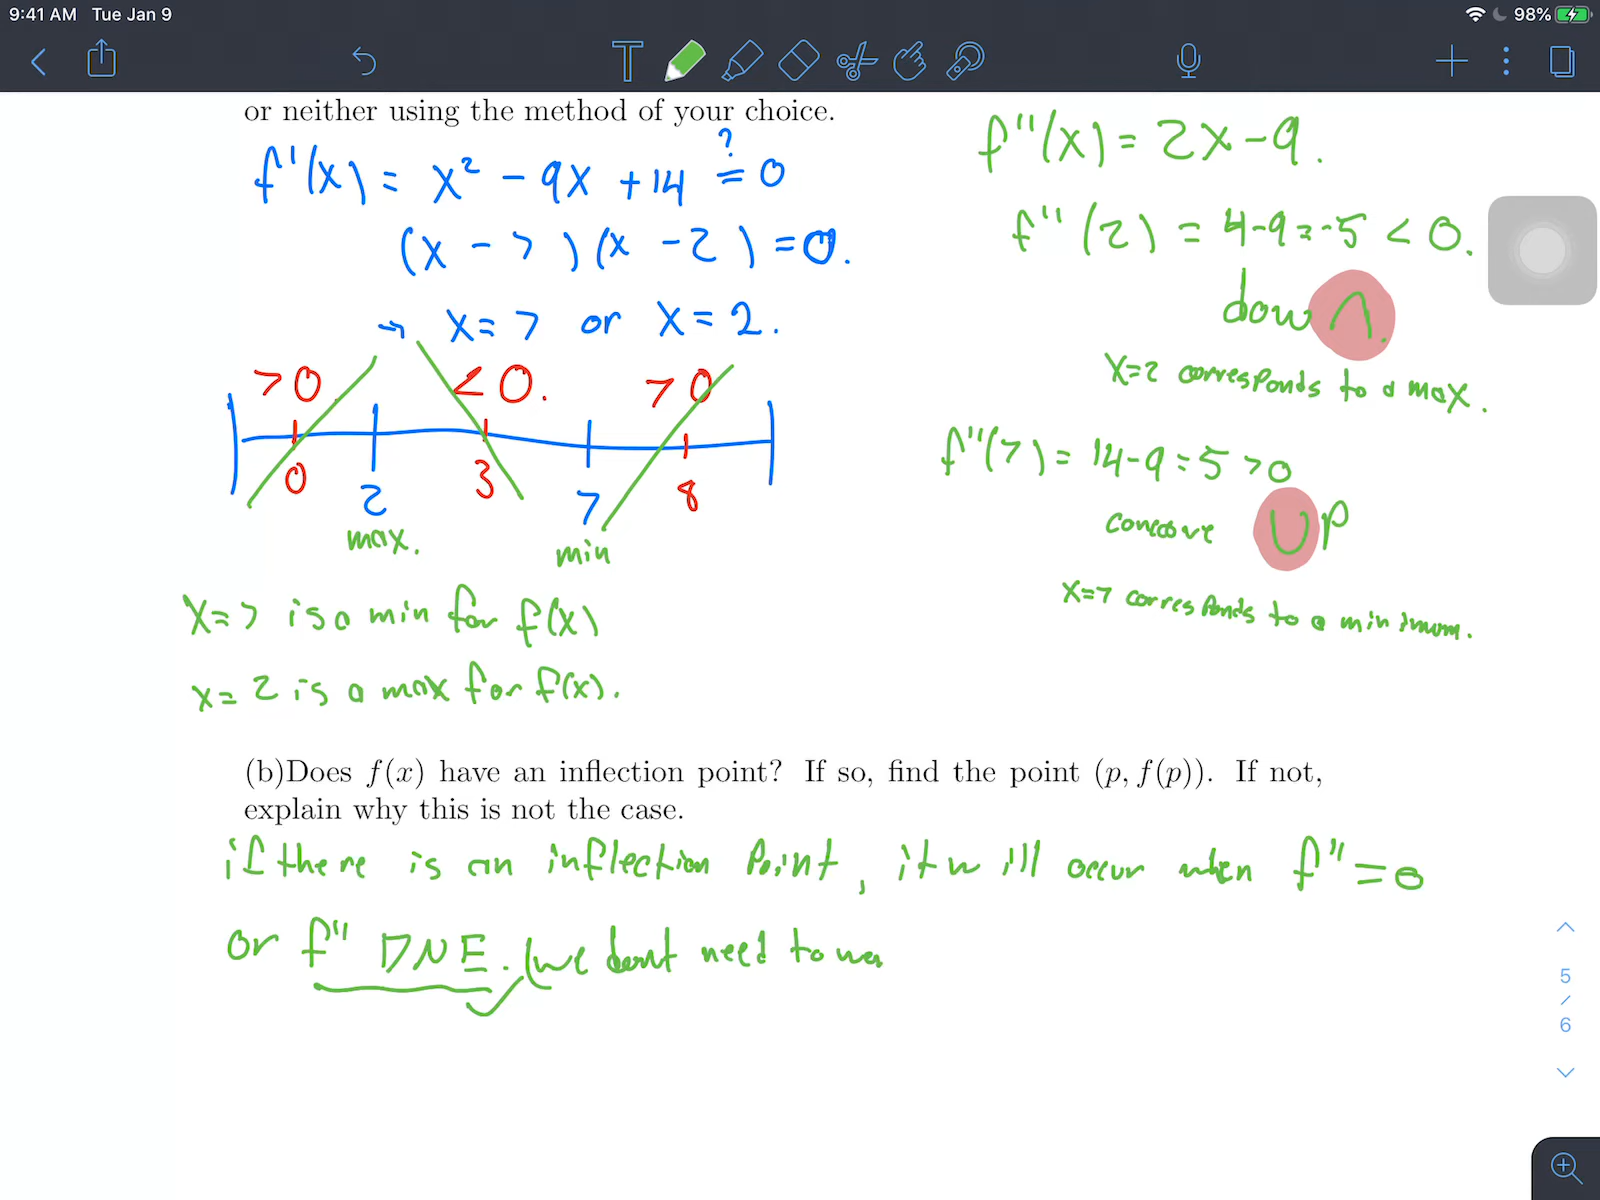 9:41 AM Tue Jan 9
98%
or neither using the method of your choice.
f'(x) = x² - 9x + 14 ?= 0
(x - 7)(x - 2) = 0.
→ x = 7 or x = 2.
>0 <0. >0
0 2 3 7 8
max. min
x=7 is a min for f(x)
x=2 is a max for f(x).
f''(x) = 2x-9.
f''(2) = 4-9=-5 < 0.
down.
x=2 corresponds to a max.
f''(7) = 14-9=5 >0
concave UP
x=7 corresponds to a minimum.
(b)Does f(x) have an inflection point? If so, find the point (p, f(p)). If not,
explain why this is not the case.
if there is an inflection point, it will occur when f''=0
or f'' DNE. (we dont need to
5
/
6